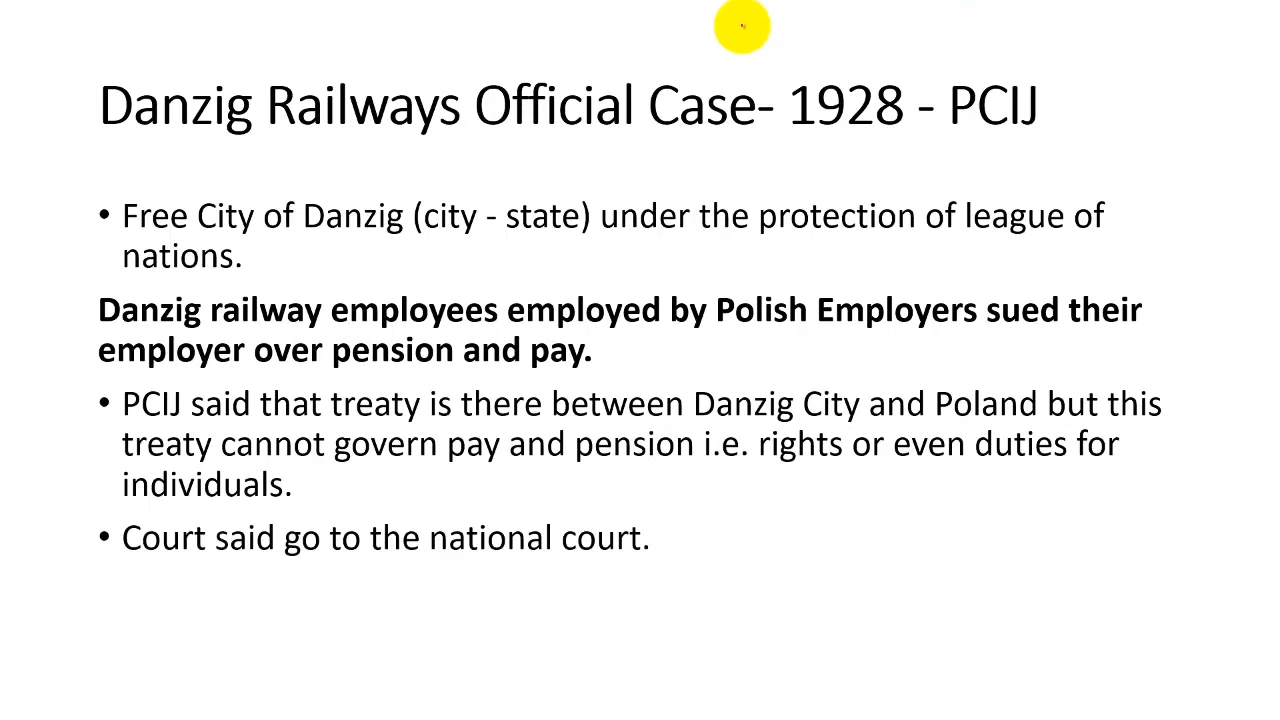 Danzig Railways Official Case- 1928 - PCIJ
• Free City of Danzig (city - state) under the protection of league of
nations.
Danzig railway employees employed by Polish Employers sued their
employer over pension and pay.
• PCIJ said that treaty is there between Danzig City and Poland but this
treaty cannot govern pay and pension i.e. rights or even duties for
individuals.
• Court said go to the national court.